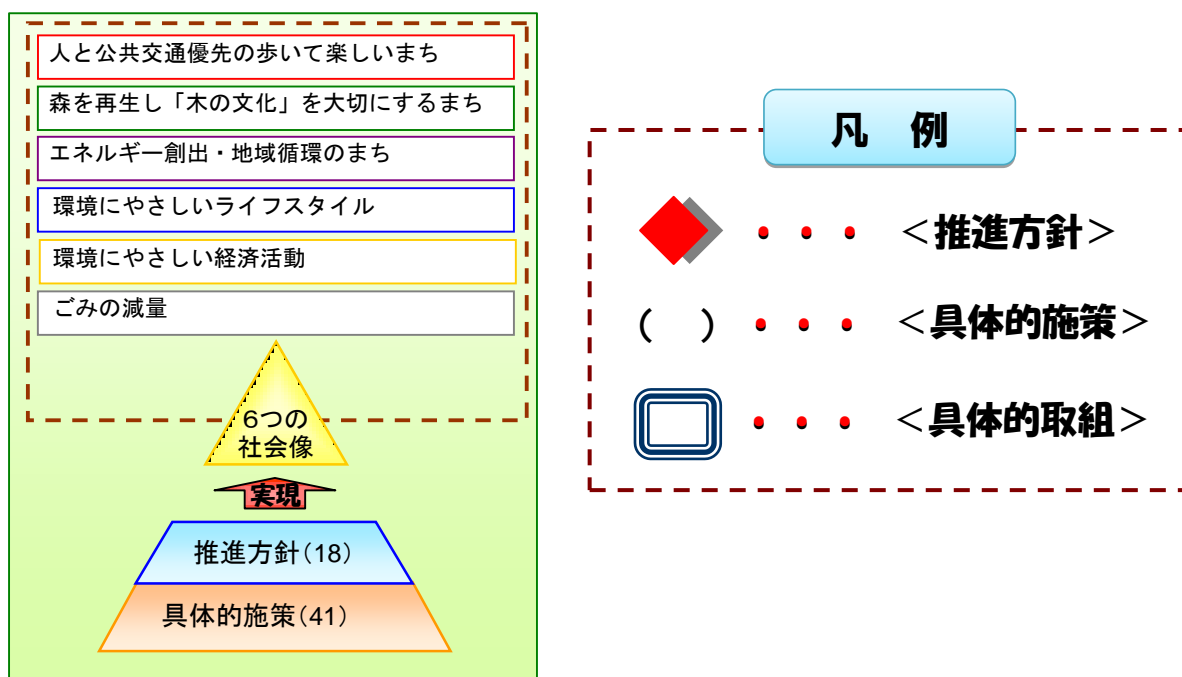 人と公共交通優先の歩いて楽しいまち
森を再生し「木の文化」を大切にするまち
エネルギー創出・地域循環のまち
環境にやさしいライフスタイル
環境にやさしい経済活動
ごみの減量
6つの
社会像
実現
推進方針(18)
具体的施策(41)
凡 例
・・・ <推進方針>
( ) ・・・ <具体的施策>
・・・ <具体的取組>